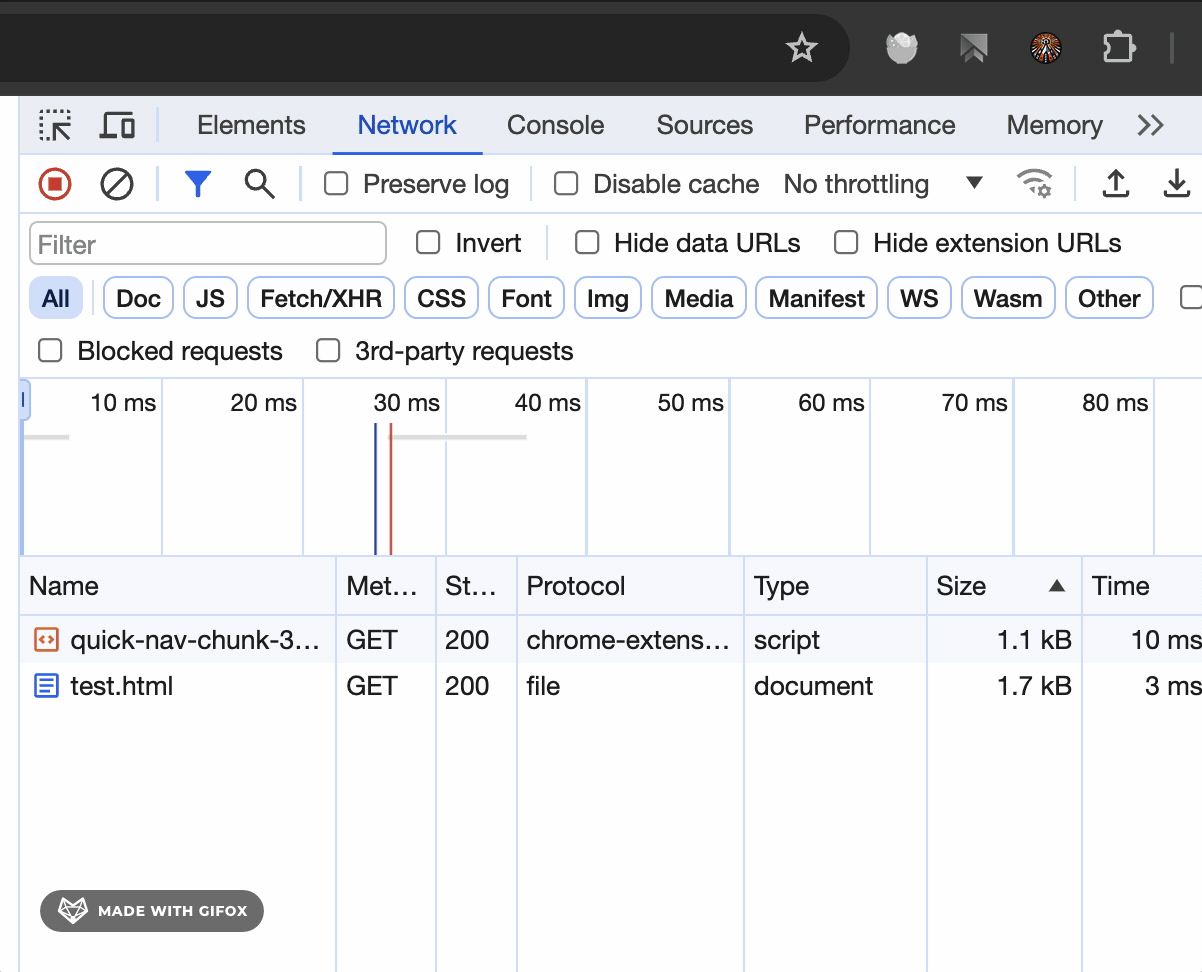 Elements Network Console Sources Performance Memory
Preserve log Disable cache No throttling
Filter Invert Hide data URLs Hide extension URLs
All Doc JS Fetch/XHR CSS Font Img Media Manifest WS Wasm Other
Blocked requests 3rd-party requests
10 ms 20 ms 30 ms 40 ms 50 ms 60 ms 70 ms 80 ms
Name Met… St… Protocol Type Size Time
quick-nav-chunk-3… GET 200 chrome-extens… script 1.1 kB 10 ms
test.html GET 200 file document 1.7 kB 3 ms
MADE WITH GIFOX